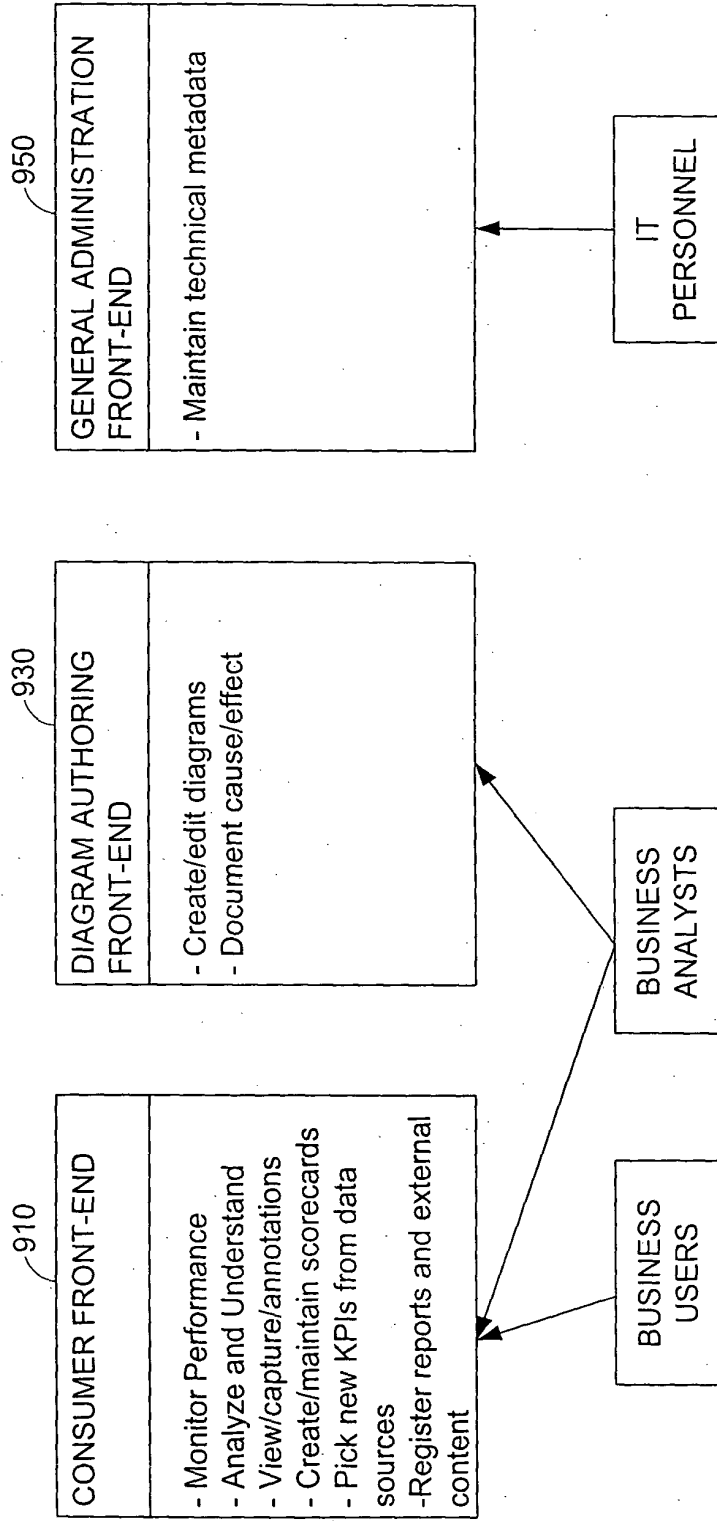 910
CONSUMER FRONT-END
- Monitor Performance
- Analyze and Understand
- View/capture/annotations
- Create/maintain scorecards
- Pick new KPIs from data
sources
-Register reports and external
content
930
DIAGRAM AUTHORING
FRONT-END
- Create/edit diagrams
- Document cause/effect
950
GENERAL ADMINISTRATION
FRONT-END
- Maintain technical metadata
BUSINESS
USERS
BUSINESS
ANALYSTS
IT
PERSONNEL